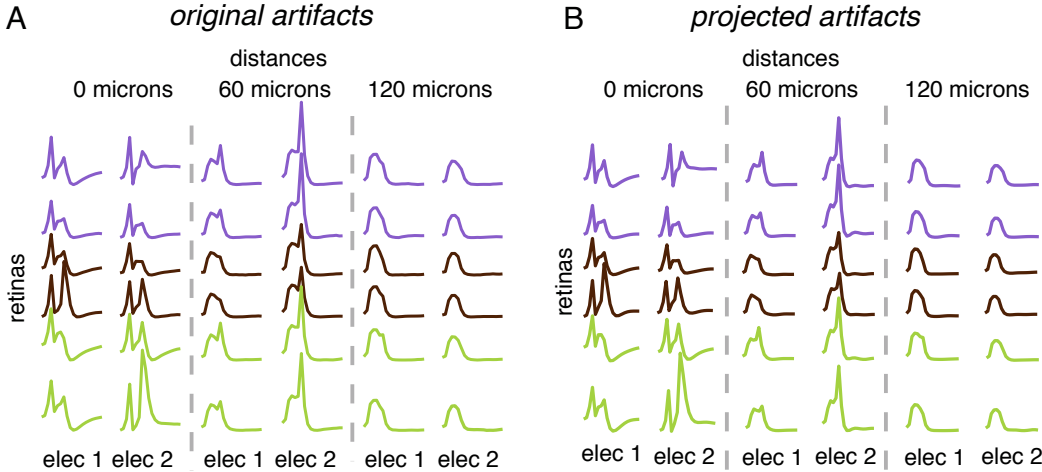 A
original artifacts
distances
0 microns 60 microns 120 microns
retinas
elec 1 elec 2 elec 1 elec 2 elec 1 elec 2
B
projected artifacts
distances
0 microns 60 microns 120 microns
retinas
elec 1 elec 2 elec 1 elec 2 elec 1 elec 2